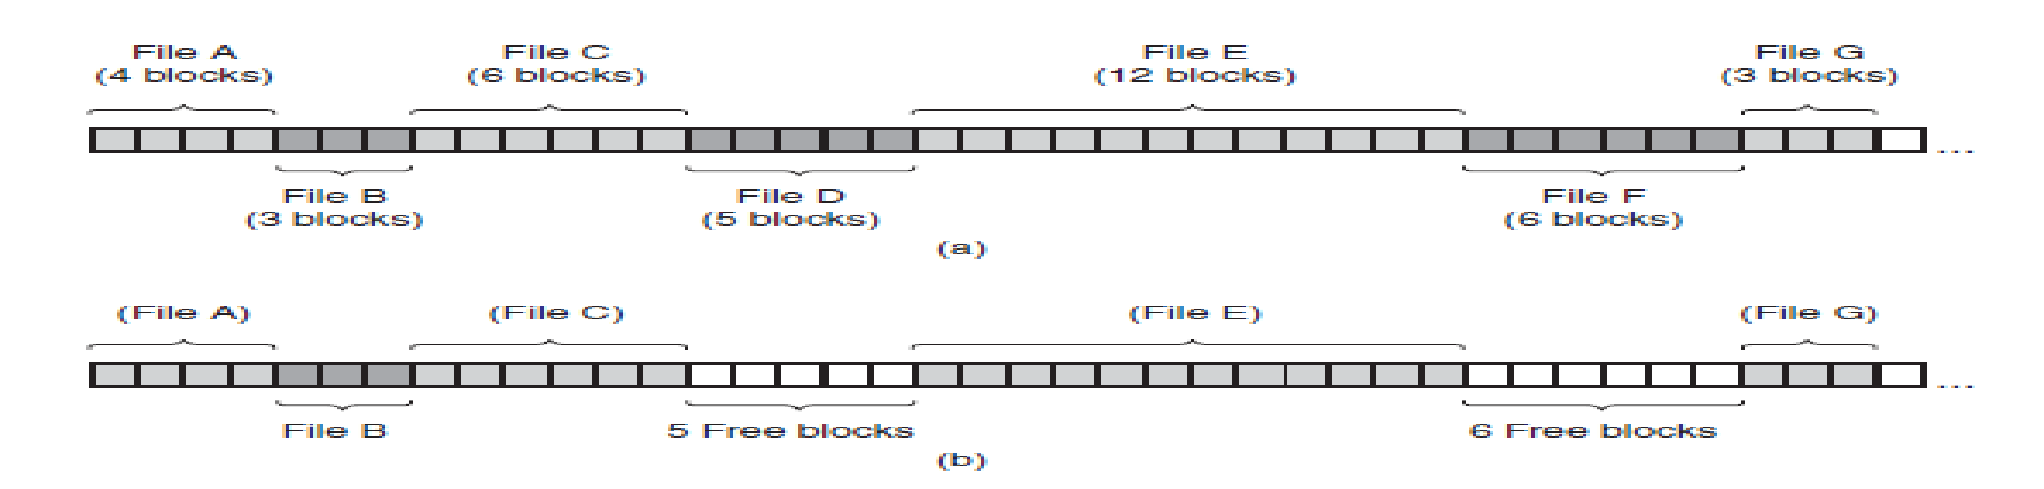 File A
(4 blocks)
File C
(6 blocks)
File E
(12 blocks)
File G
(3 blocks)
...
File B
(3 blocks)
File D
(5 blocks)
File F
(6 blocks)
(a)
(File A)
(File C)
(File E)
(File G)
...
File B
5 Free blocks
6 Free blocks
(b)